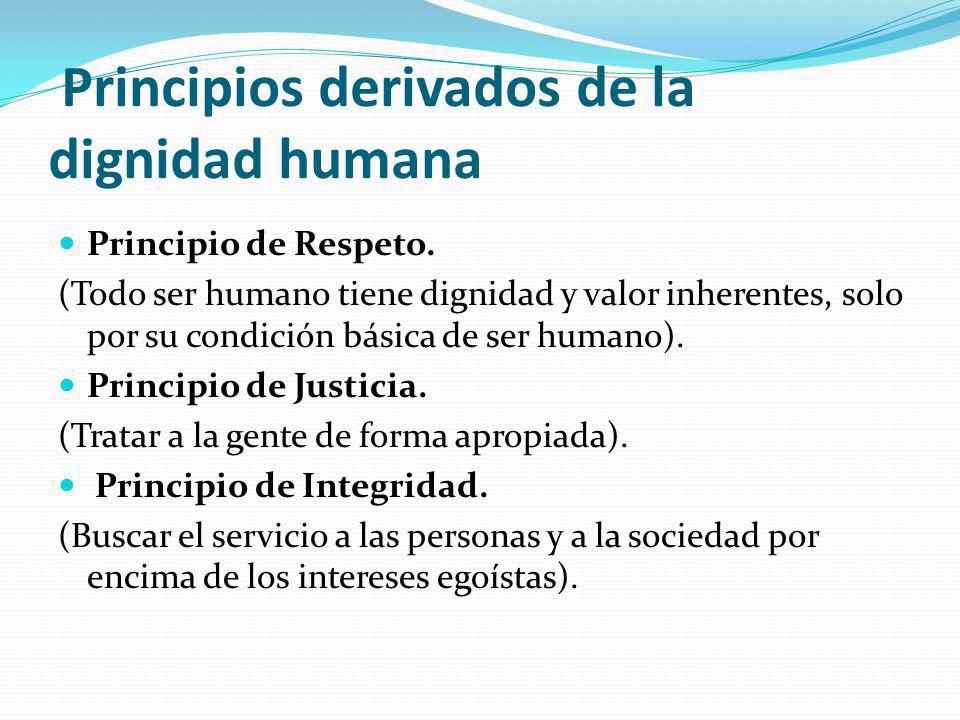 Principios derivados de la
dignidad humana
• Principio de Respeto.
(Todo ser humano tiene dignidad y valor inherentes, solo
por su condición básica de ser humano).
• Principio de Justicia.
(Tratar a la gente de forma apropiada).
• Principio de Integridad.
(Buscar el servicio a las personas y a la sociedad por
encima de los intereses egoístas).